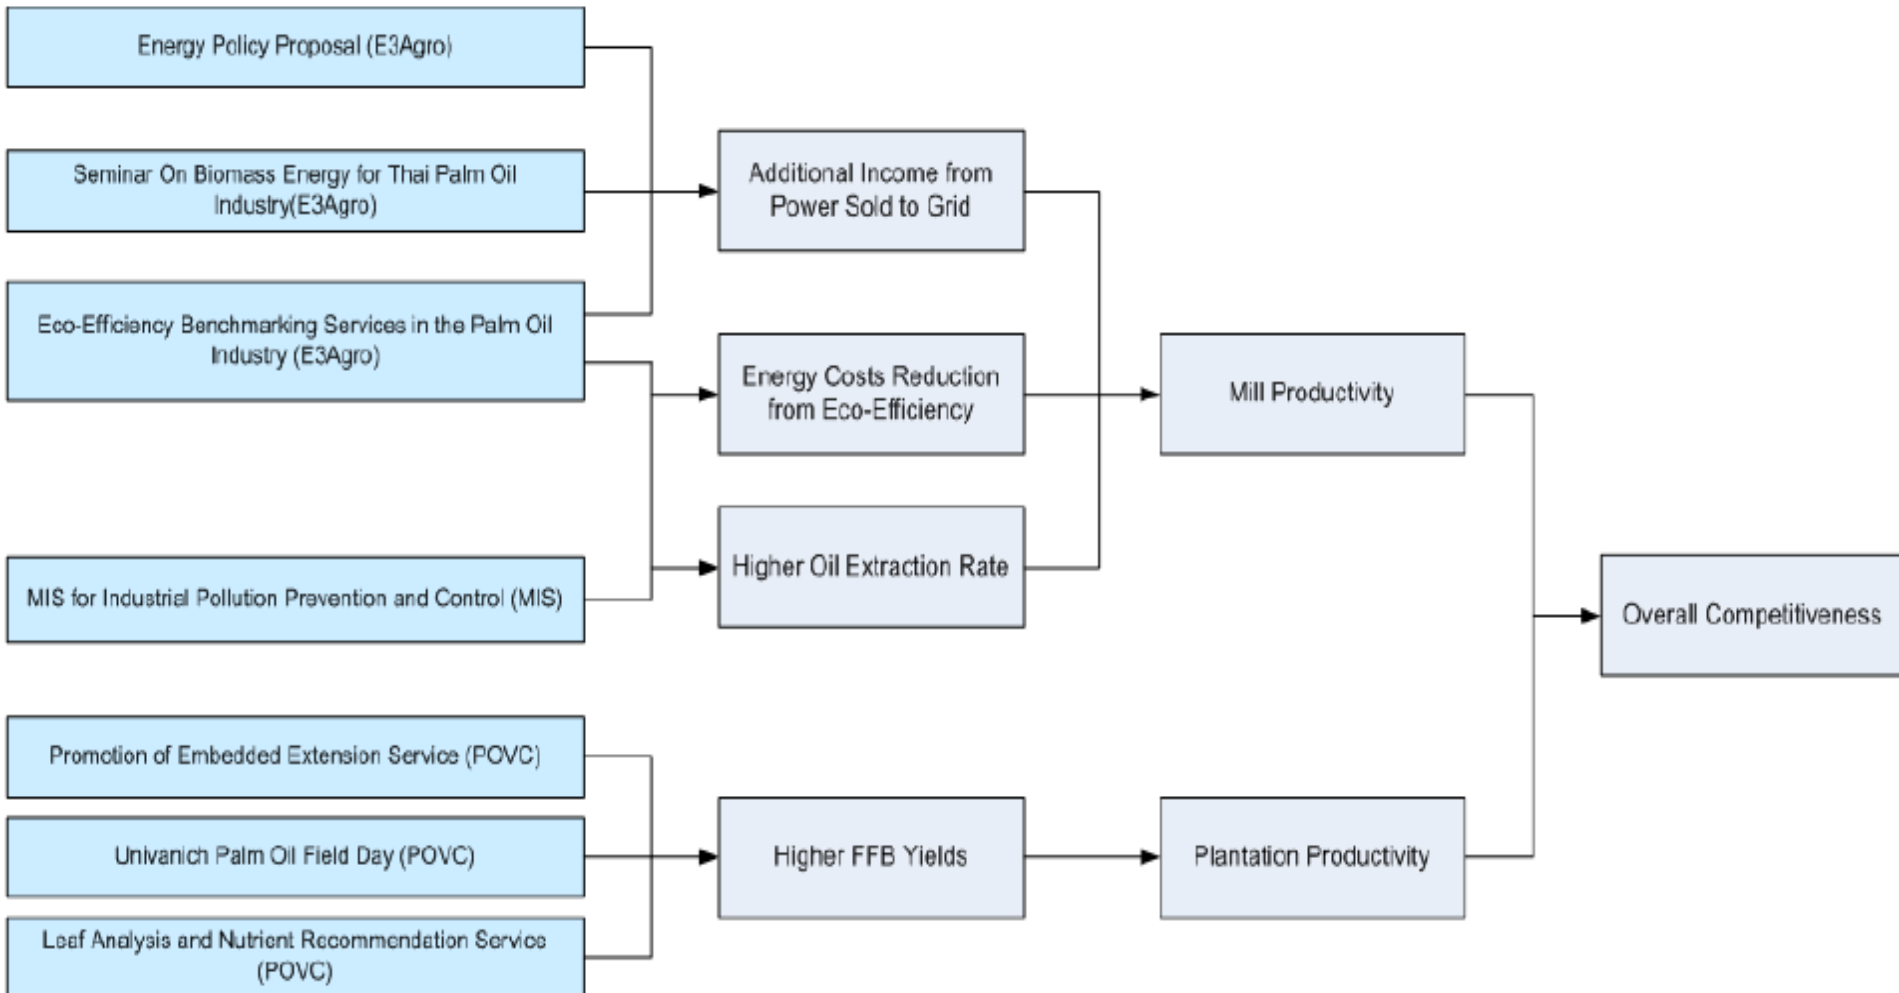 Energy Policy Proposal (E3Agro)
Seminar On Biomass Energy for Thai Palm Oil
Industry(E3Agro)
Eco-Efficiency Benchmarking Services in the Palm Oil
Industry (E3Agro)
MIS for Industrial Pollution Prevention and Control (MIS)
Promotion of Embedded Extension Service (POVC)
Univanich Palm Oil Field Day (POVC)
Leaf Analysis and Nutrient Recommendation Service
(POVC)
Additional Income from
Power Sold to Grid
Energy Costs Reduction
from Eco-Efficiency
Higher Oil Extraction Rate
Higher FFB Yields
Mill Productivity
Plantation Productivity
Overall Competitiveness